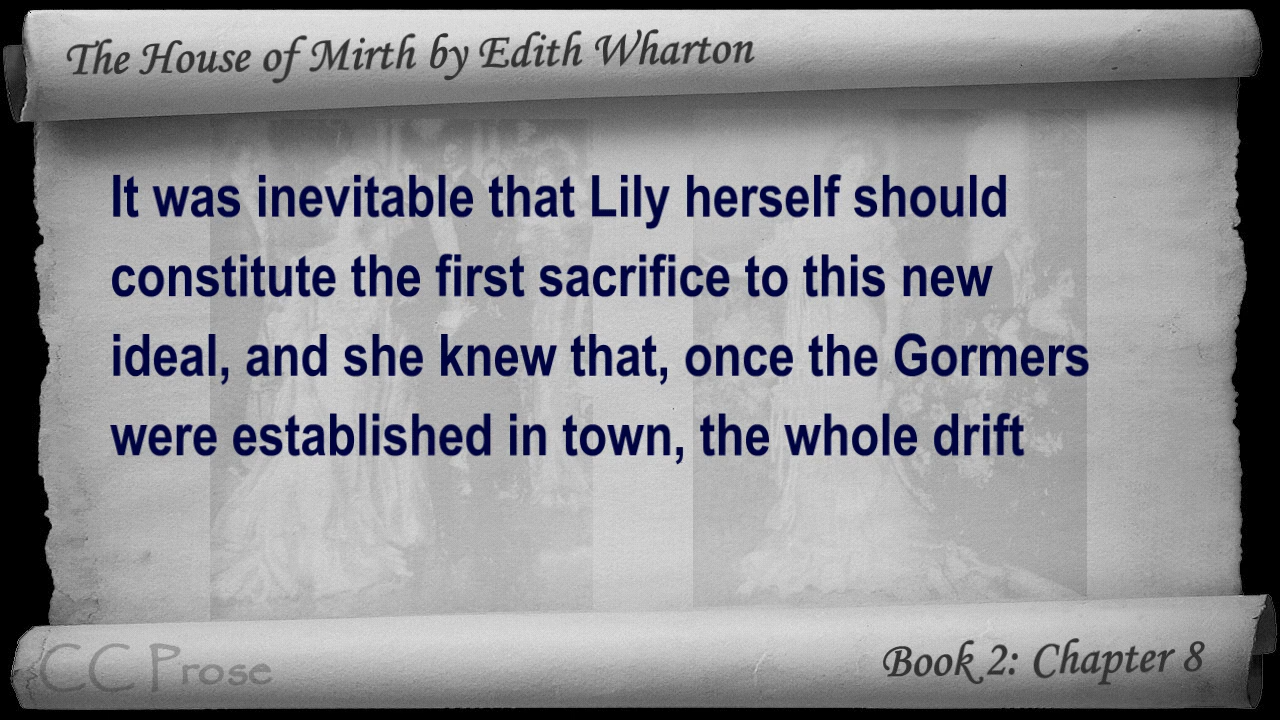 The House of Mirth by Edith Wharton
It was inevitable that Lily herself should
constitute the first sacrifice to this new
ideal, and she knew that, once the Gormers
were established in town, the whole drift
CC Prose
Book 2: Chapter 8